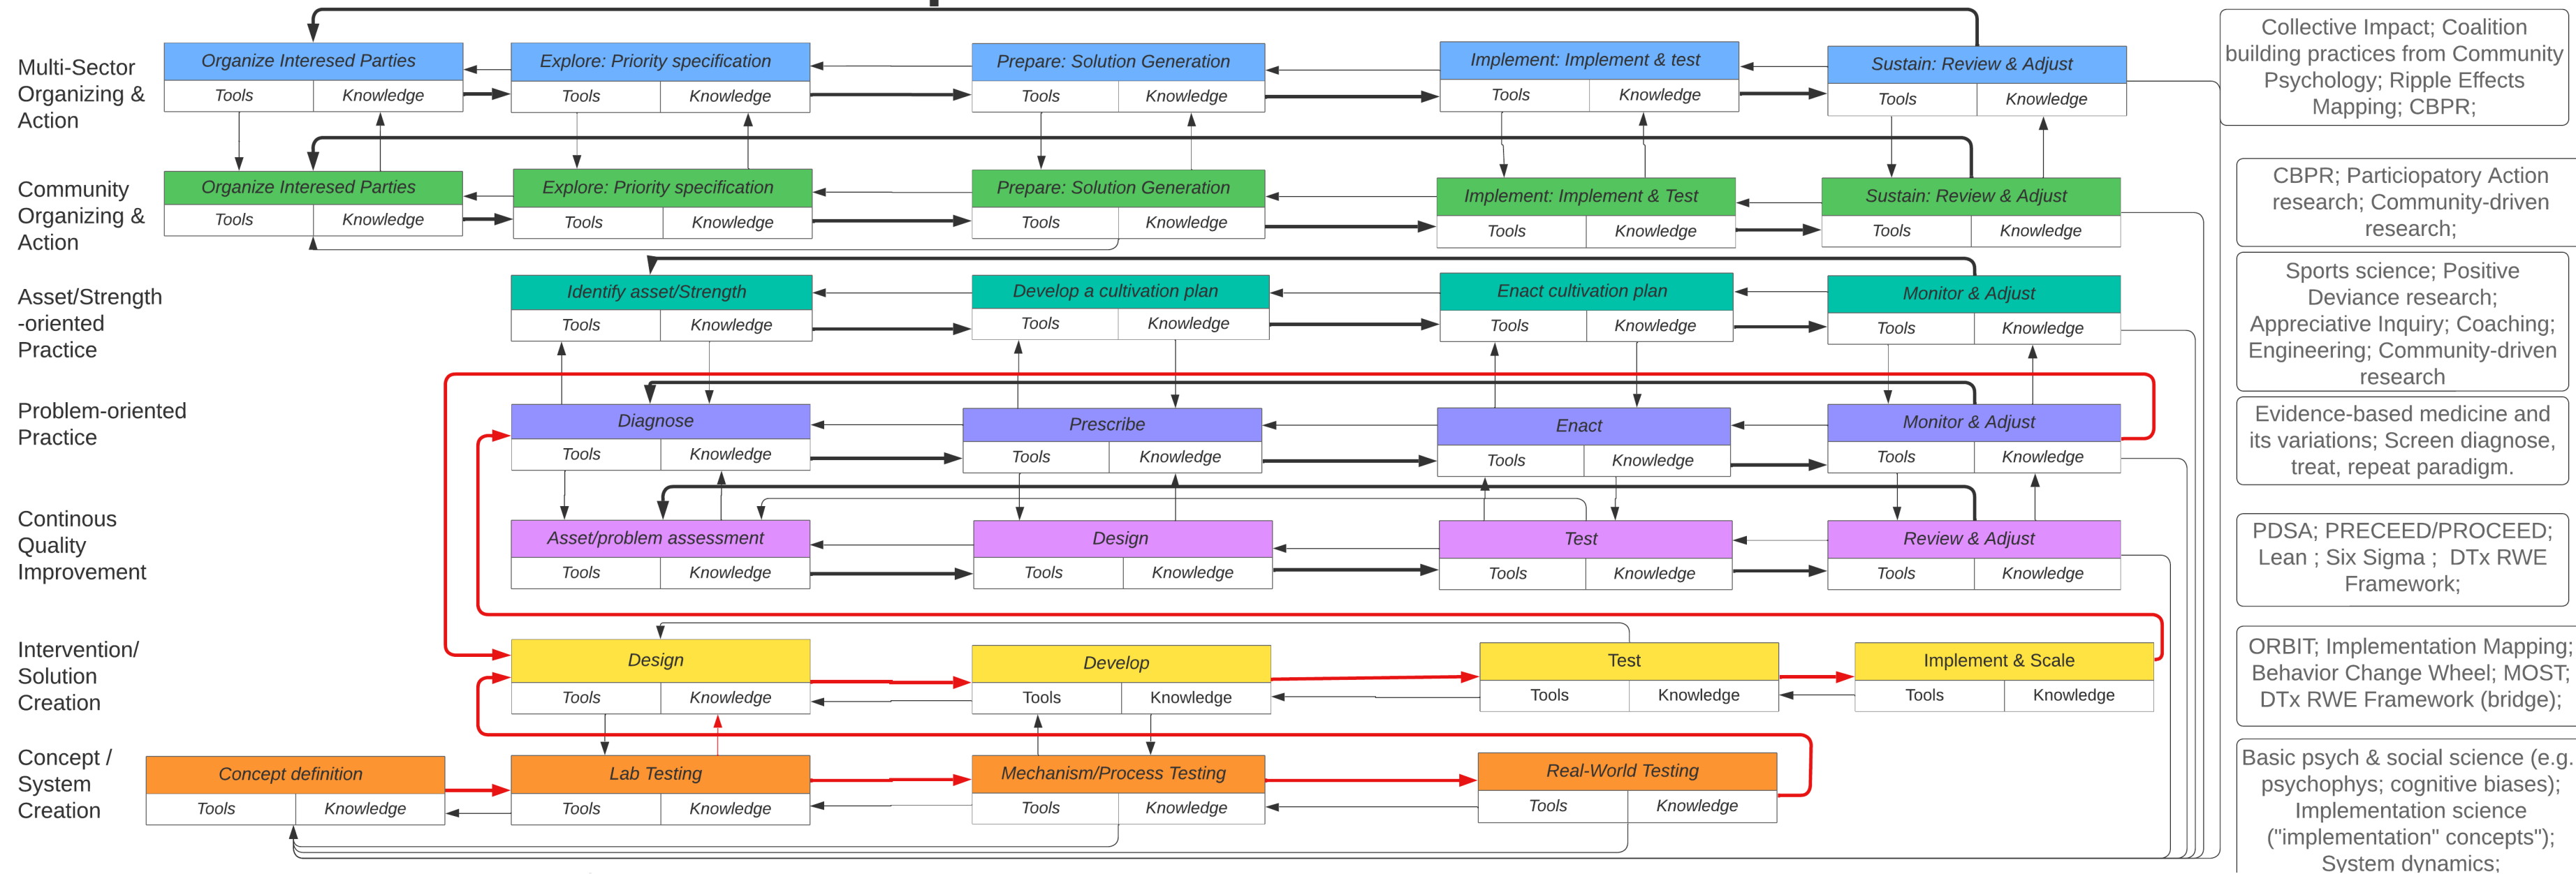 Multi-Sector
Organizing &
Action
Organize Interesed Parties
Tools Knowledge
Explore: Priority specification
Tools Knowledge
Prepare: Solution Generation
Tools Knowledge
Implement: Implement & test
Tools Knowledge
Sustain: Review & Adjust
Tools Knowledge
Collective Impact; Coalition
building practices from Community
Psychology; Ripple Effects
Mapping; CBPR;
Community
Organizing &
Action
Organize Interesed Parties
Tools Knowledge
Explore: Priority specification
Tools Knowledge
Prepare: Solution Generation
Tools Knowledge
Implement: Implement & Test
Tools Knowledge
Sustain: Review & Adjust
Tools Knowledge
CBPR; Particiopatory Action
research; Community-driven
research;
Asset/Strength
-oriented
Practice
Identify asset/Strength
Tools Knowledge
Develop a cultivation plan
Tools Knowledge
Enact cultivation plan
Tools Knowledge
Monitor & Adjust
Tools Knowledge
Sports science; Positive
Deviance research;
Appreciative Inquiry; Coaching;
Engineering; Community-driven
research
Problem-oriented
Practice
Diagnose
Tools Knowledge
Prescribe
Tools Knowledge
Enact
Tools Knowledge
Monitor & Adjust
Tools Knowledge
Evidence-based medicine and
its variations; Screen diagnose,
treat, repeat paradigm.
Continous
Quality
Improvement
Asset/problem assessment
Tools Knowledge
Design
Tools Knowledge
Test
Tools Knowledge
Review & Adjust
Tools Knowledge
PDSA; PRECEED/PROCEED;
Lean ; Six Sigma ; DTx RWE
Framework;
Intervention/
Solution
Creation
Design
Tools Knowledge
Develop
Tools Knowledge
Test
Tools Knowledge
Implement & Scale
Tools Knowledge
ORBIT; Implementation Mapping;
Behavior Change Wheel; MOST;
DTx RWE Framework (bridge);
Concept /
System
Creation
Concept definition
Tools Knowledge
Lab Testing
Tools Knowledge
Mechanism/Process Testing
Tools Knowledge
Real-World Testing
Tools Knowledge
Basic psych & social science (e.g.
psychophys; cognitive biases);
Implementation science
("implementation" concepts");
System dynamics;